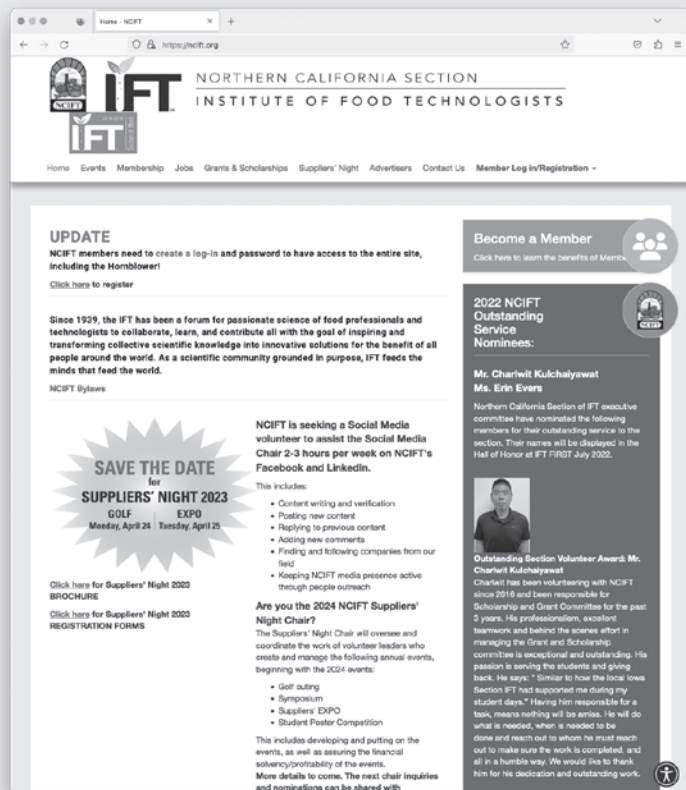 Home - NCIFT
https://ncift.org
NCIFT
IFT
NORTHERN CALIFORNIA SECTION
INSTITUTE OF FOOD TECHNOLOGISTS
IFT
Home Events Membership Jobs Grants & Scholarships Suppliers' Night Advertisers Contact Us Member Log in/Registration
UPDATE
NCIFT members need to create a log-in and password to have access to the entire site,
including the Hornblower!
Click here to register
Since 1939, the IFT has been a forum for passionate science of food professionals and
technologists to collaborate, learn, and contribute all with the goal of inspiring and
transforming collective scientific knowledge into innovative solutions for the benefit of all
people around the world. As a scientific community grounded in purpose, IFT feeds the
minds that feed the world.
NCIFT Bylaws
SAVE THE DATE
for
SUPPLIERS' NIGHT 2023
GOLF EXPO
Monday, April 24 Tuesday, April 25
Click here for Suppliers' Night 2023
BROCHURE
Click here for Suppliers' Night 2023
REGISTRATION FORMS
NCIFT is seeking a Social Media
volunteer to assist the Social Media
Chair 2-3 hours per week on NCIFT's
Facebook and LinkedIn.
This includes:
• Content writing and verification
• Posting new content
• Replying to previous content
• Adding new comments
• Finding and following companies from our
field
• Keeping NCIFT media presence active
through people outreach
Are you the 2024 NCIFT Suppliers'
Night Chair?
The Suppliers' Night Chair will oversee and
coordinate the work of volunteer leaders who
create and manage the following annual events,
beginning with the 2024 events:
• Golf outing
• Symposium
• Suppliers' EXPO
• Student Poster Competition
This includes developing and putting on the
events, as well as assuring the financial
solvency/profitability of the events.
More details to come. The next chair inquiries
and nominations can be shared with
Become a Member
Click here to learn the benefits of Memb
2022 NCIFT
Outstanding
Service
Nominees:
NCIFT
Mr. Charlwit Kulchaiyawat
Ms. Erin Evers
Northern California Section of IFT executive
committee have nominated the following
members for their outstanding service to the
section. Their names will be displayed in the
Hall of Honor at IFT FIRST July 2022.
Outstanding Section Volunteer Award: Mr.
Charlwit Kulchaiyawat
Charlwit has been volunteering with NCIFT
since 2016 and been responsible for
Scholarship and Grant Committee for the past
3 years. His professionalism, excellent
teamwork and behind the scenes effort in
managing the Grant and Scholarship
committee is exceptional and outstanding. His
passion is serving the students and giving
back. He says: " Similar to how the local Iowa
Section IFT had supported me during my
student days." Having him responsible for a
task, means nothing will be amiss. He will do
what is needed, when is needed to be
done and reach out to whom he must reach
out to make sure the work is completed, and
all in a humble way. We would like to thank
him for his dedication and outstanding work.